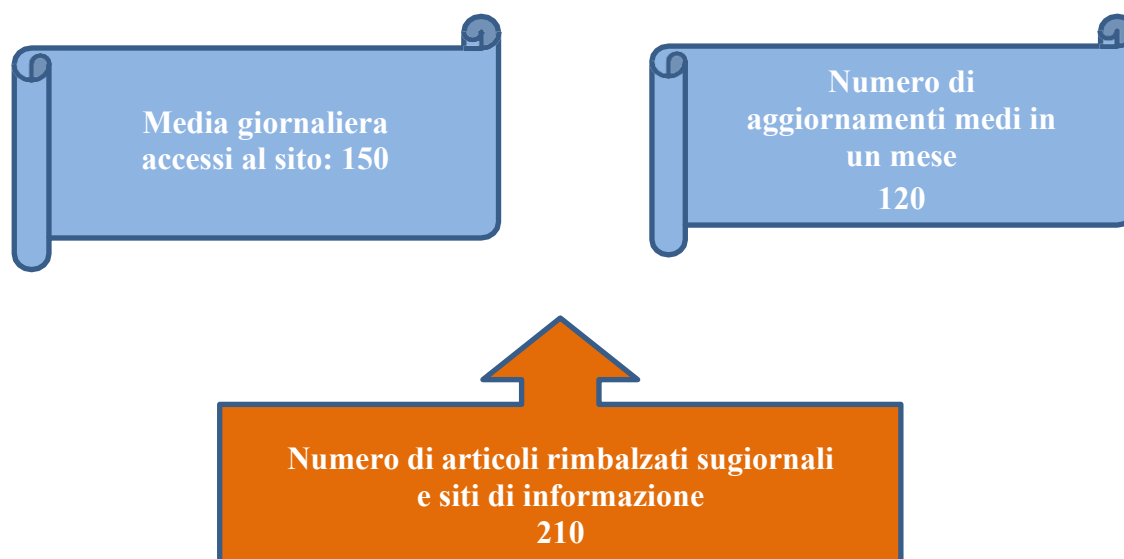 Media giornaliera
accessi al sito: 150
Numero di
aggiornamenti medi in
un mese
120
Numero di articoli rimbalzati sugiornali
e siti di informazione
210